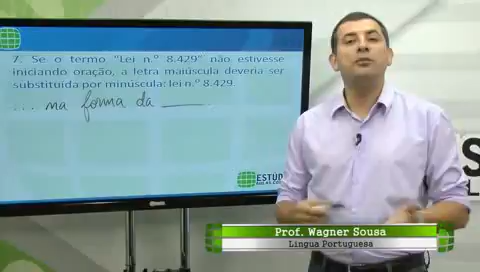 7. Se o termo "Lei n.º 8.429" não estivesse
iniciando oração, a letra maiúscula deveria ser
substituída por minúscula: lei n.º 8.429.
... na forma da ______.
Prof. Wagner Sousa
Língua Portuguesa